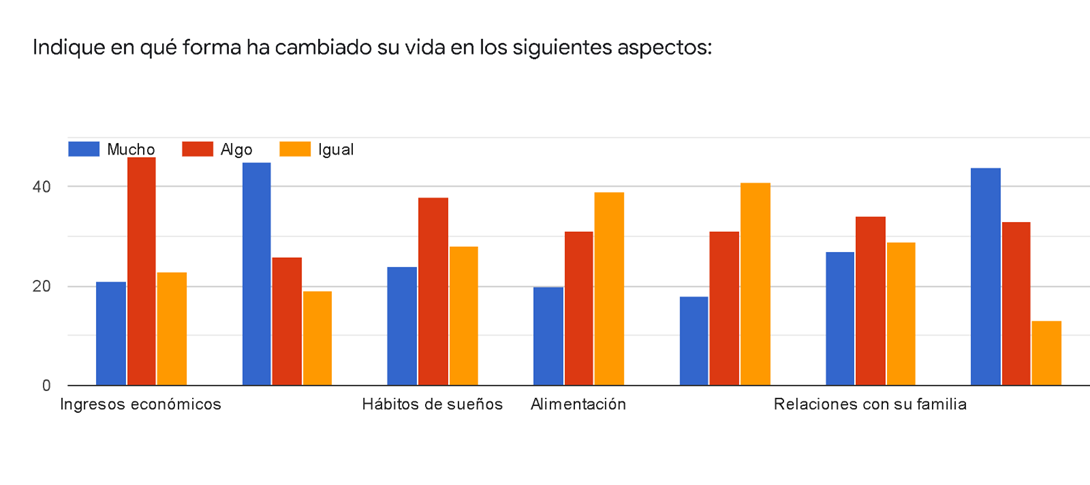 Indique en qué forma ha cambiado su vida en los siguientes aspectos:
Mucho Algo Igual
40
20
0
Ingresos económicos Hábitos de sueños Alimentación Relaciones con su familia